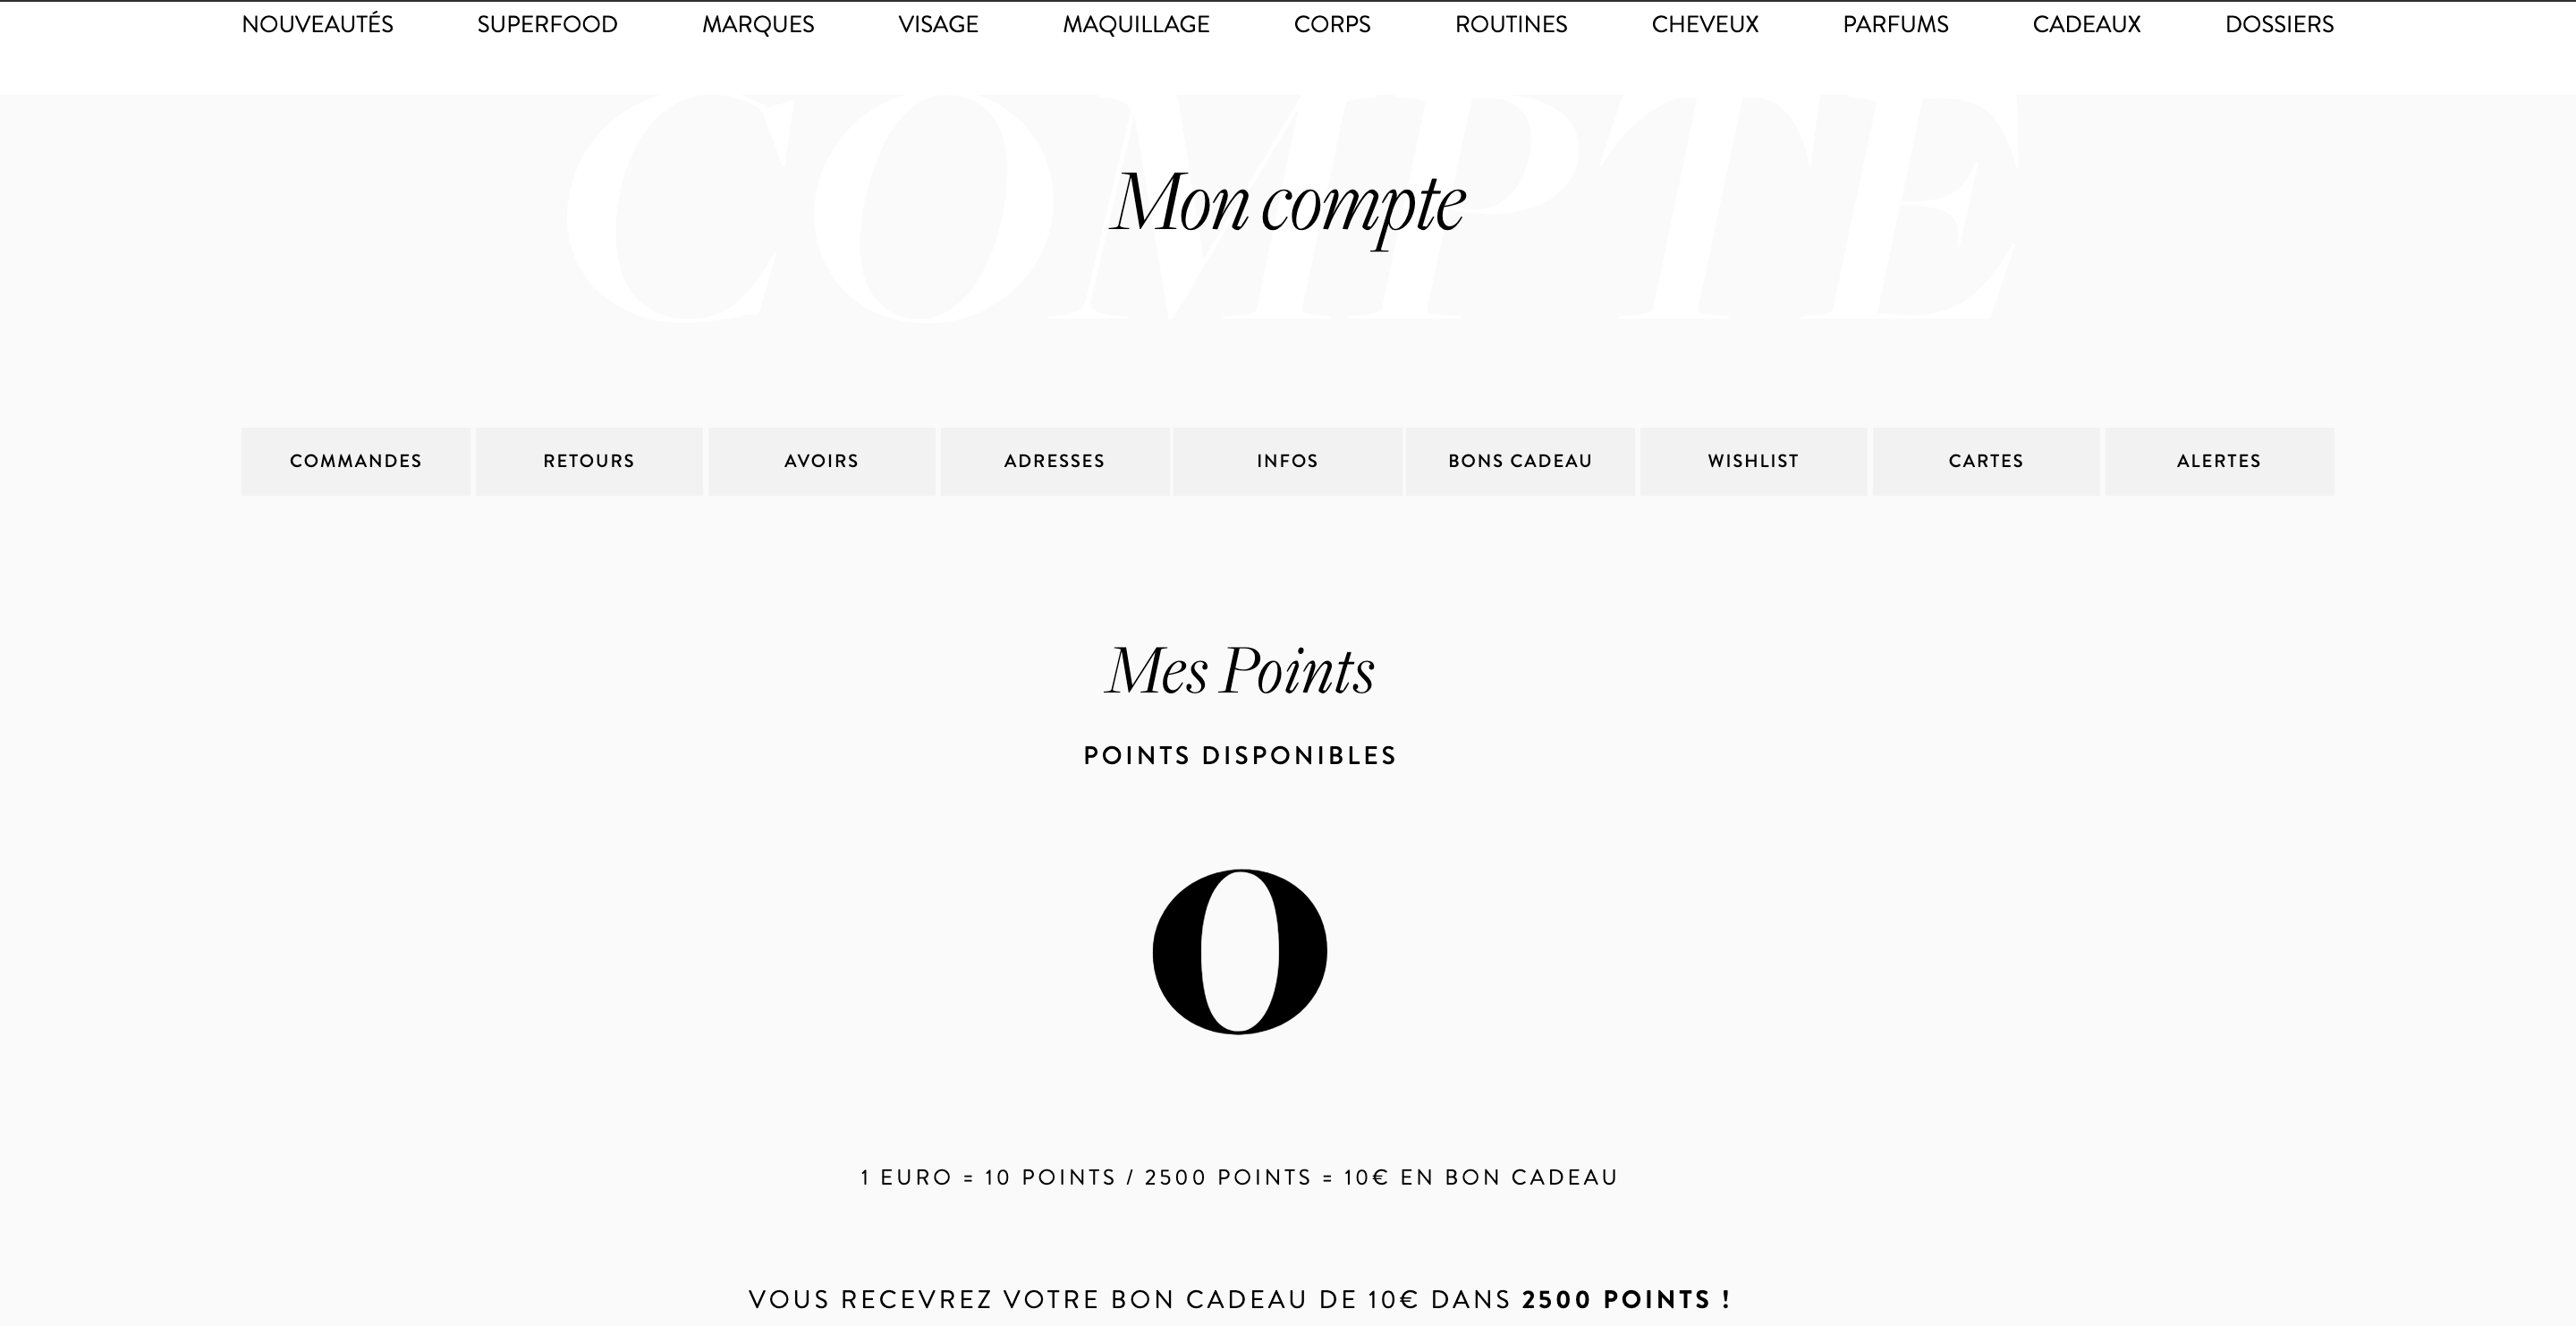 NOUVEAUTÉS SUPERFOOD MARQUES VISAGE MAQUILLAGE CORPS ROUTINES CHEVEUX PARFUMS CADEAUX DOSSIERS
COMPTE
Mon compte
COMMANDES RETOURS AVOIRS ADRESSES INFOS BONS CADEAU WISHLIST CARTES ALERTES
Mes Points
POINTS DISPONIBLES
0
1 EURO = 10 POINTS / 2500 POINTS = 10€ EN BON CADEAU
VOUS RECEVREZ VOTRE BON CADEAU DE 10€ DANS 2500 POINTS !